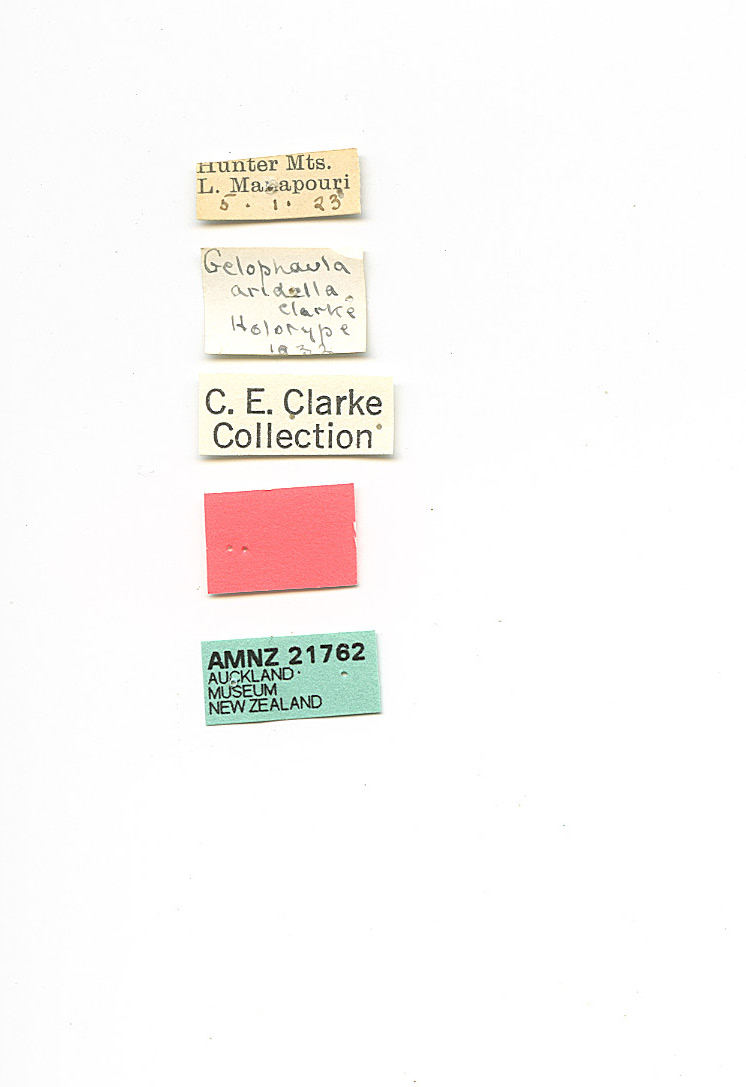 Hunter Mts.
L. Manapouri
5 . 1 . 23
Gelophaula
aridella
Clarke
Holotype
C. E. Clarke
Collection
AMNZ 21762
AUCKLAND
MUSEUM
NEW ZEALAND